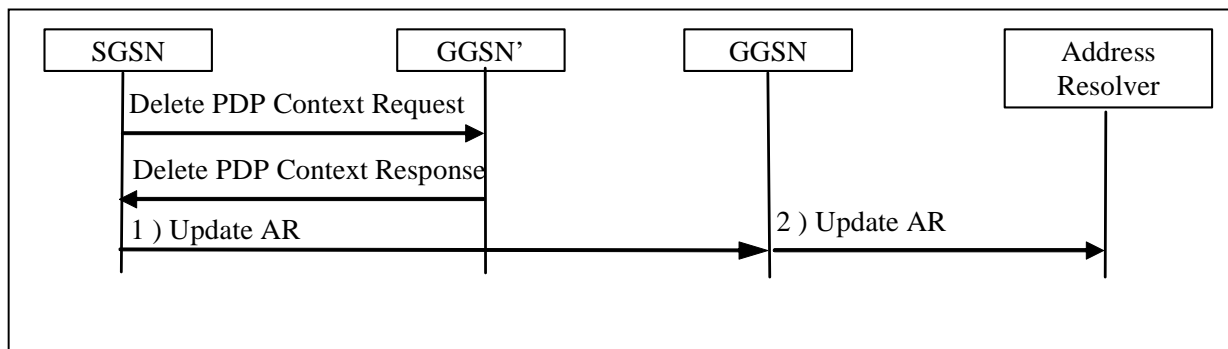 SGSN
GGSN’
GGSN
Address
Resolver
Delete PDP Context Request
Delete PDP Context Response
1 ) Update AR
2 ) Update AR